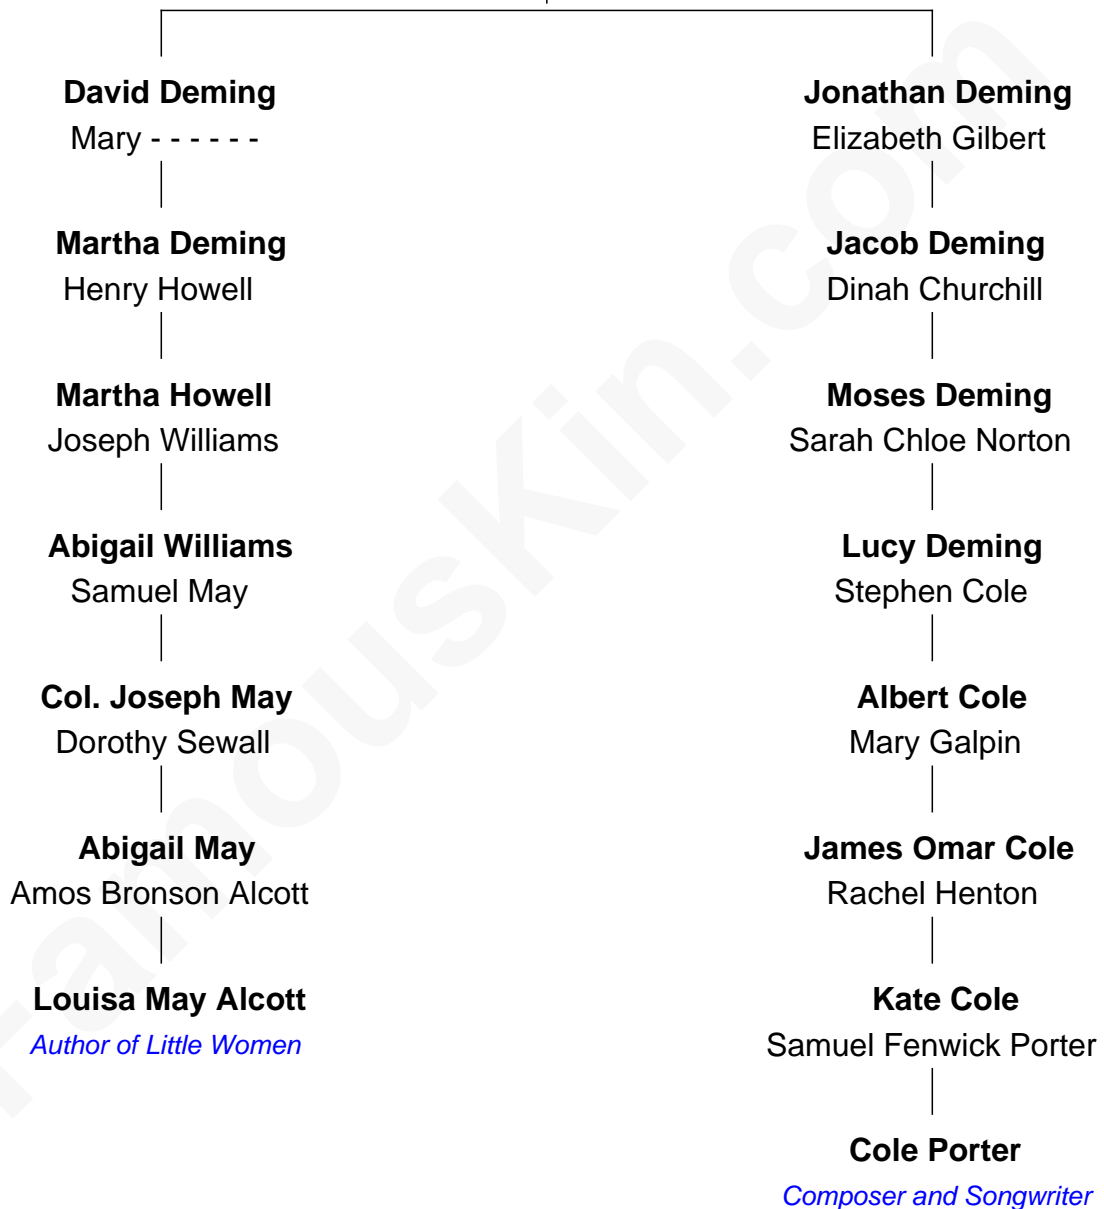 David Deming
Mary - - - - - -
Martha Deming
Henry Howell
Martha Howell
Joseph Williams
Abigail Williams
Samuel May
Col. Joseph May
Dorothy Sewall
Abigail May
Amos Bronson Alcott
Louisa May Alcott
Author of Little Women
Jonathan Deming
Elizabeth Gilbert
Jacob Deming
Dinah Churchill
Moses Deming
Sarah Chloe Norton
Lucy Deming
Stephen Cole
Albert Cole
Mary Galpin
James Omar Cole
Rachel Henton
Kate Cole
Samuel Fenwick Porter
Cole Porter
Composer and Songwriter
FamousKin.com